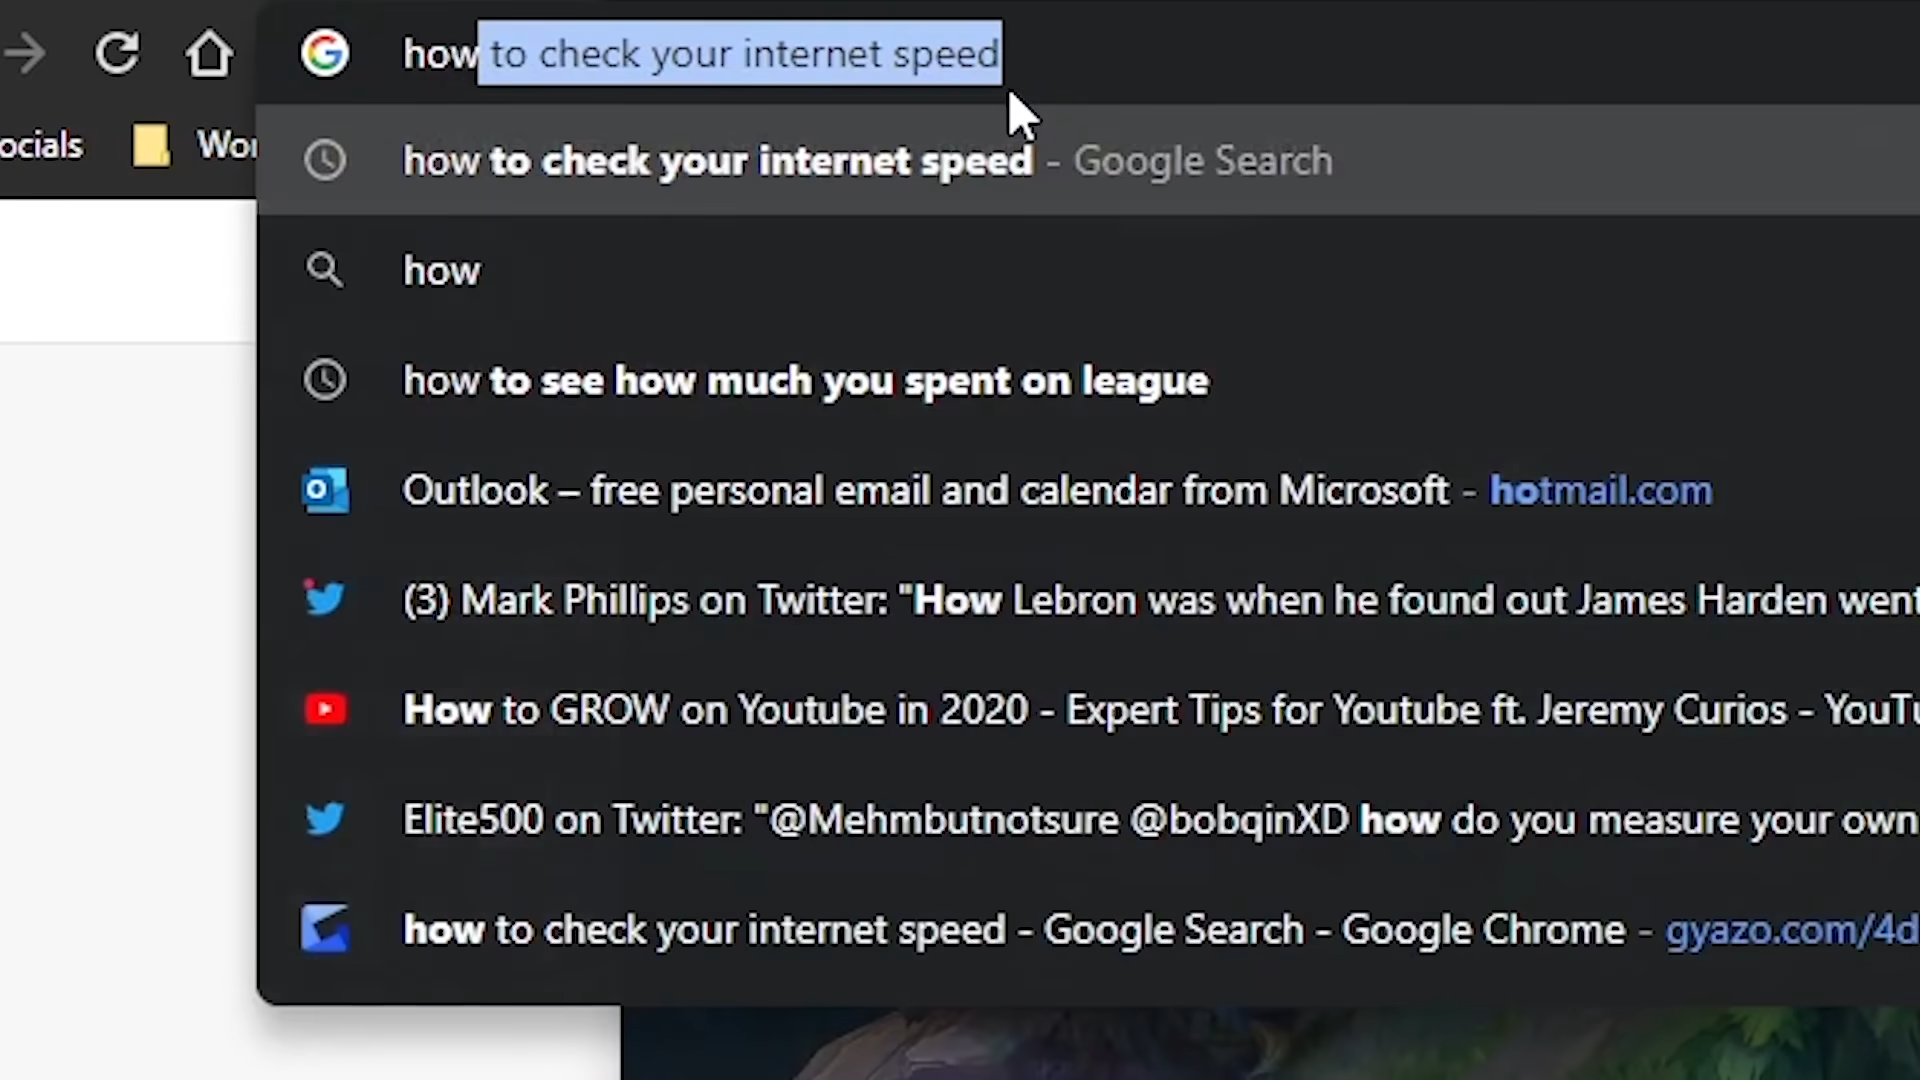 how to check your internet speed
ocials
how to check your internet speed - Google Search
how
how to see how much you spent on league
Outlook – free personal email and calendar from Microsoft - hotmail.com
(3) Mark Phillips on Twitter: "How Lebron was when he found out James Harden went
How to GROW on Youtube in 2020 - Expert Tips for Youtube ft. Jeremy Curios - YouTu
Elite500 on Twitter: "@Mehmbutnotsure @bobqinXD how do you measure your own
how to check your internet speed - Google Search - Google Chrome - gyazo.com/4d